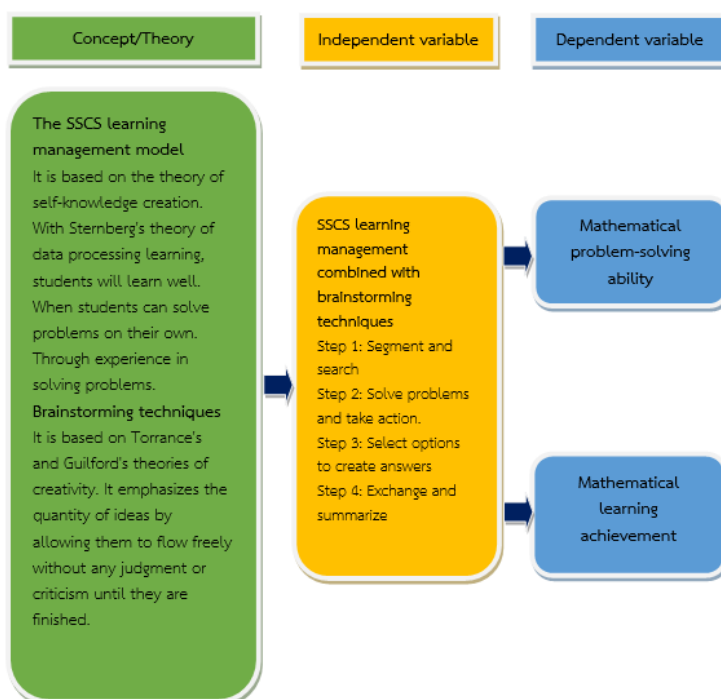 Concept/Theory
Independent variable
Dependent variable
The SSCS learning
management model
It is based on the theory of
self-knowledge creation.
With Sternberg's theory of
data processing learning,
students will learn well.
When students can solve
problems on their own.
Through experience in
solving problems.
Brainstorming techniques
It is based on Torrance's
and Guilford's theories of
creativity. It emphasizes the
quantity of ideas by
allowing them to flow freely
without any judgment or
criticism until they are
finished.
SSCS learning
management
combined with
brainstorming
techniques
Step 1: Segment and
search
Step 2: Solve problems
and take action.
Step 3: Select options
to create answers
Step 4: Exchange and
summarize
Mathematical
problem-solving
ability
Mathematical
learning
achievement